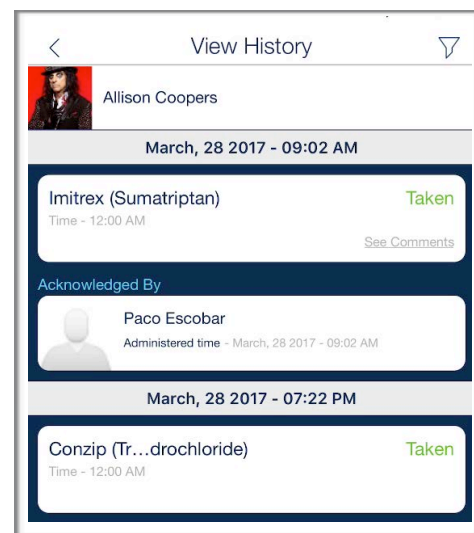 View History
Allison Coopers
March, 28 2017 - 09:02 AM
Imitrex (Sumatriptan) Taken
Time - 12:00 AM
See Comments
Acknowledged By
Paco Escobar
Administered time - March, 28 2017 - 09:02 AM
March, 28 2017 - 07:22 PM
Conzip (Tr...drochloride) Taken
Time - 12:00 AM